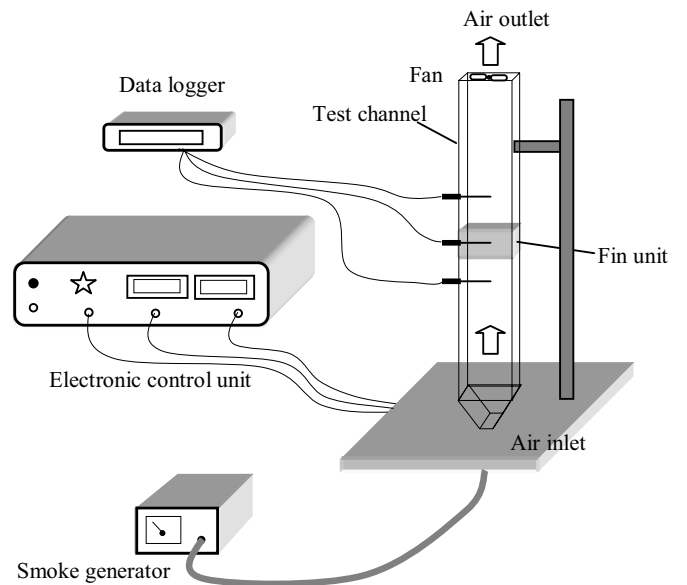 Air outlet
Fan
Data logger
Test channel
Fin unit
Electronic control unit
Air inlet
Smoke generator